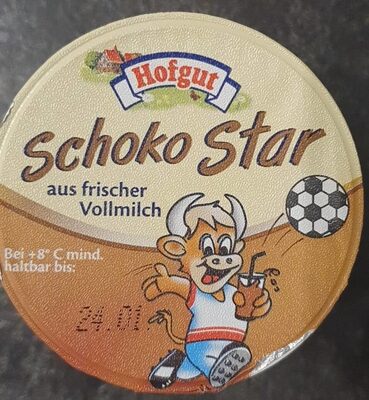 Hofgut
Schoko Star
aus frischer
Vollmilch
Bei +8° C mind.
haltbar bis:
24.01.